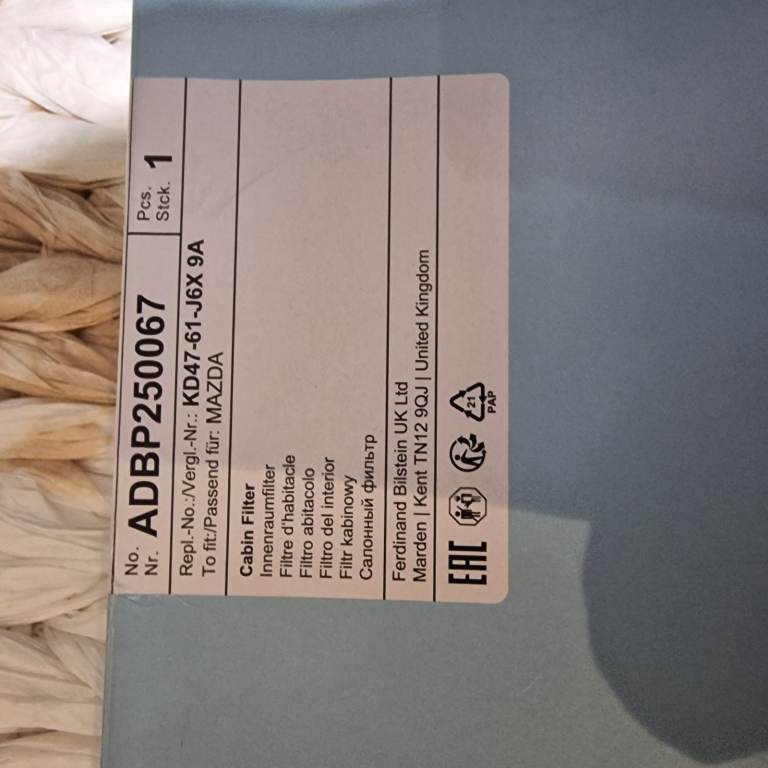 No.
Nr. ADBP250067
Pcs.
Stck. 1
Repl.-No.:/Vergl.-Nr.: KD47-61-J6X 9A
To fit:/Passend für: MAZDA
Cabin Filter
Innenraumfilter
Filtre d'habitacle
Filtro abitacolo
Filtro del interior
Filtr kabinowy
Салонный фильтр
Ferdinand Bilstein UK Ltd
Marden | Kent TN12 9QJ | United Kingdom
EAC
21
PAP